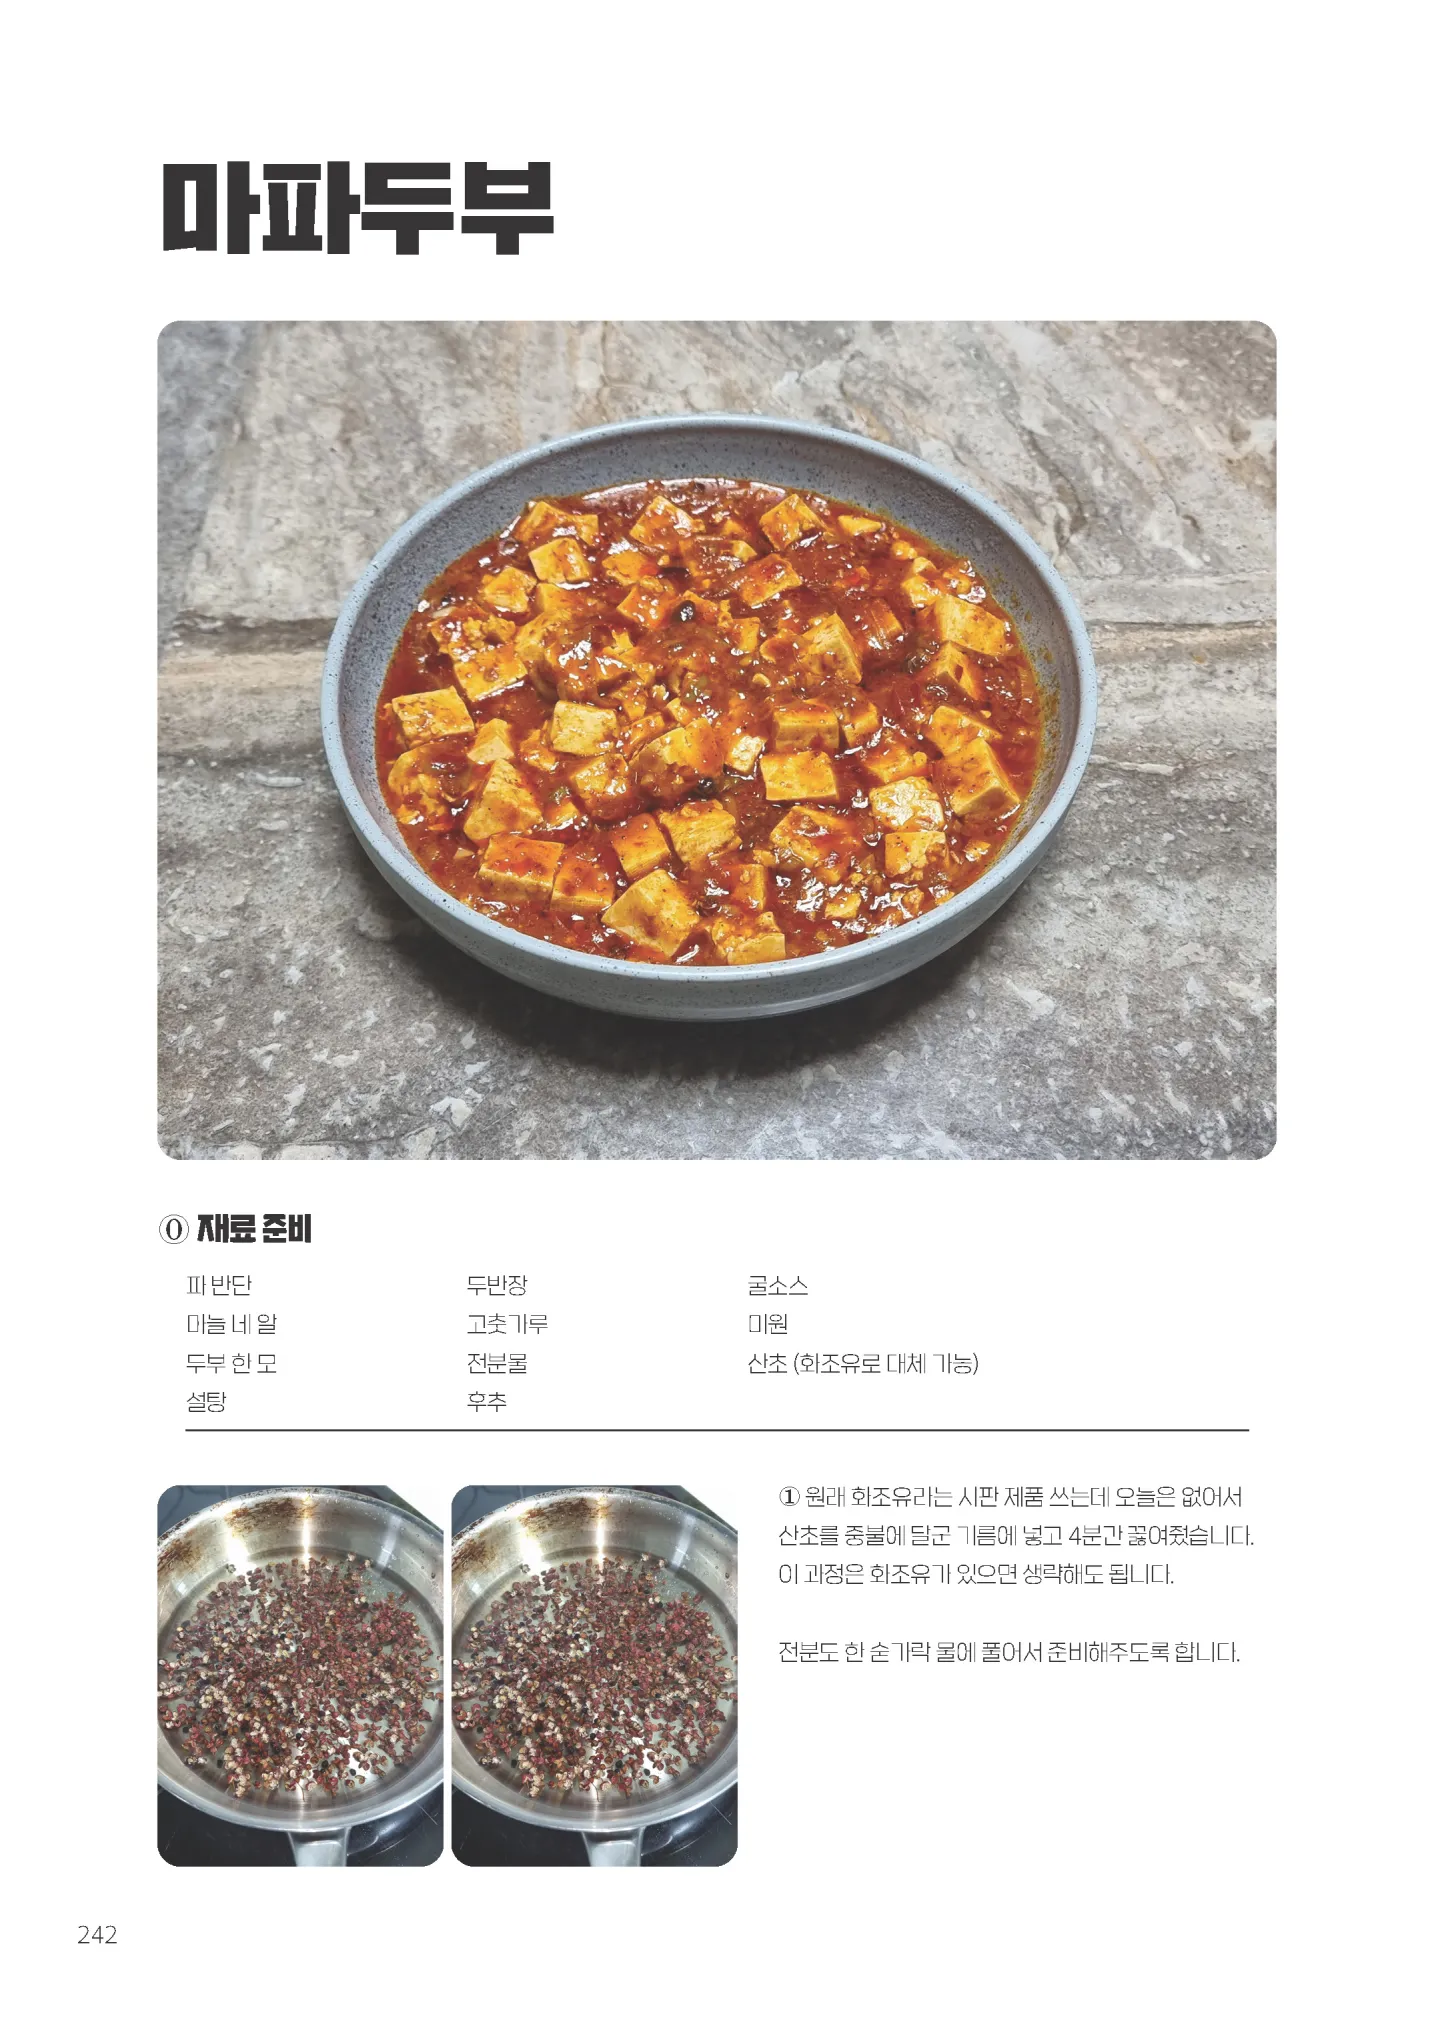 마파두부
⓪ 재료 준비
파 반단
마늘 네 알
두부 한 모
설탕
두반장
고춧가루
전분물
후추
굴소스
미원
산초 (화조유로 대체 가능)
① 원래 화조유라는 시판 제품 쓰는데 오늘은 없어서
산초를 중불에 달군 기름에 넣고 4분간 끓여줬습니다.
이 과정은 화조유가 있으면 생략해도 됩니다.
전분도 한 숟가락 물에 풀어서 준비해주도록 합니다.
242